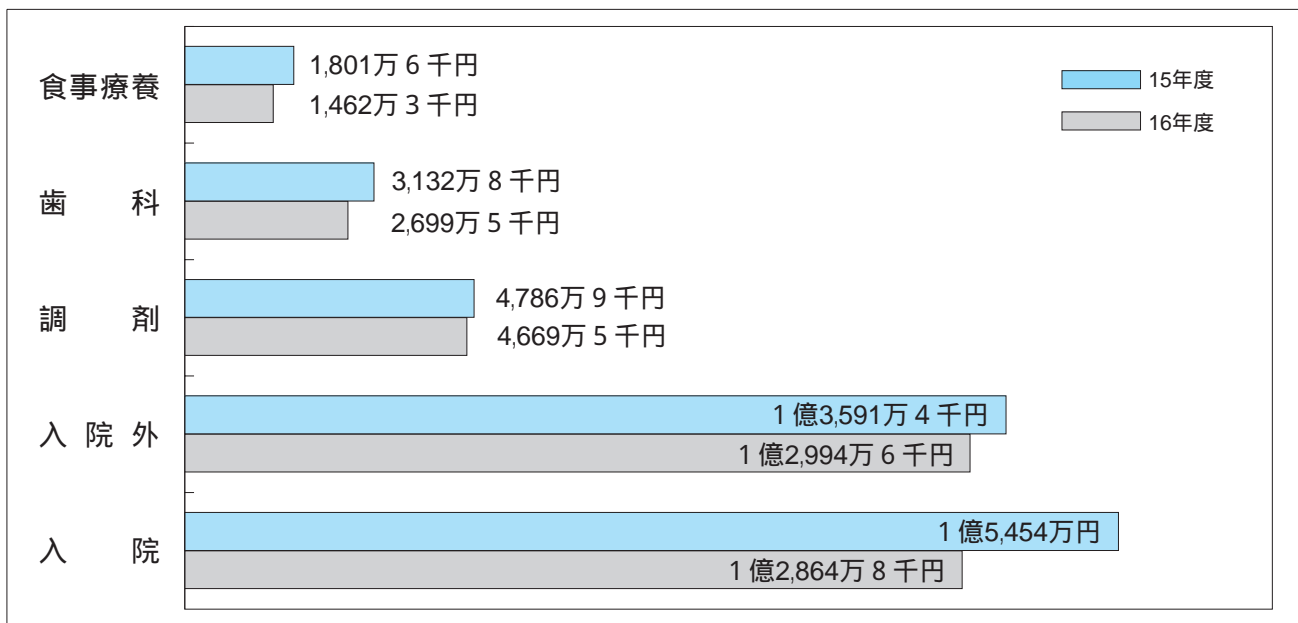 食事療養
1,801万6千円
1,462万3千円
15年度
16年度
歯科
3,132万8千円
2,699万5千円
調剤
4,786万9千円
4,669万5千円
入院外
1億3,591万4千円
1億2,994万6千円
入院
1億5,454万円
1億2,864万8千円